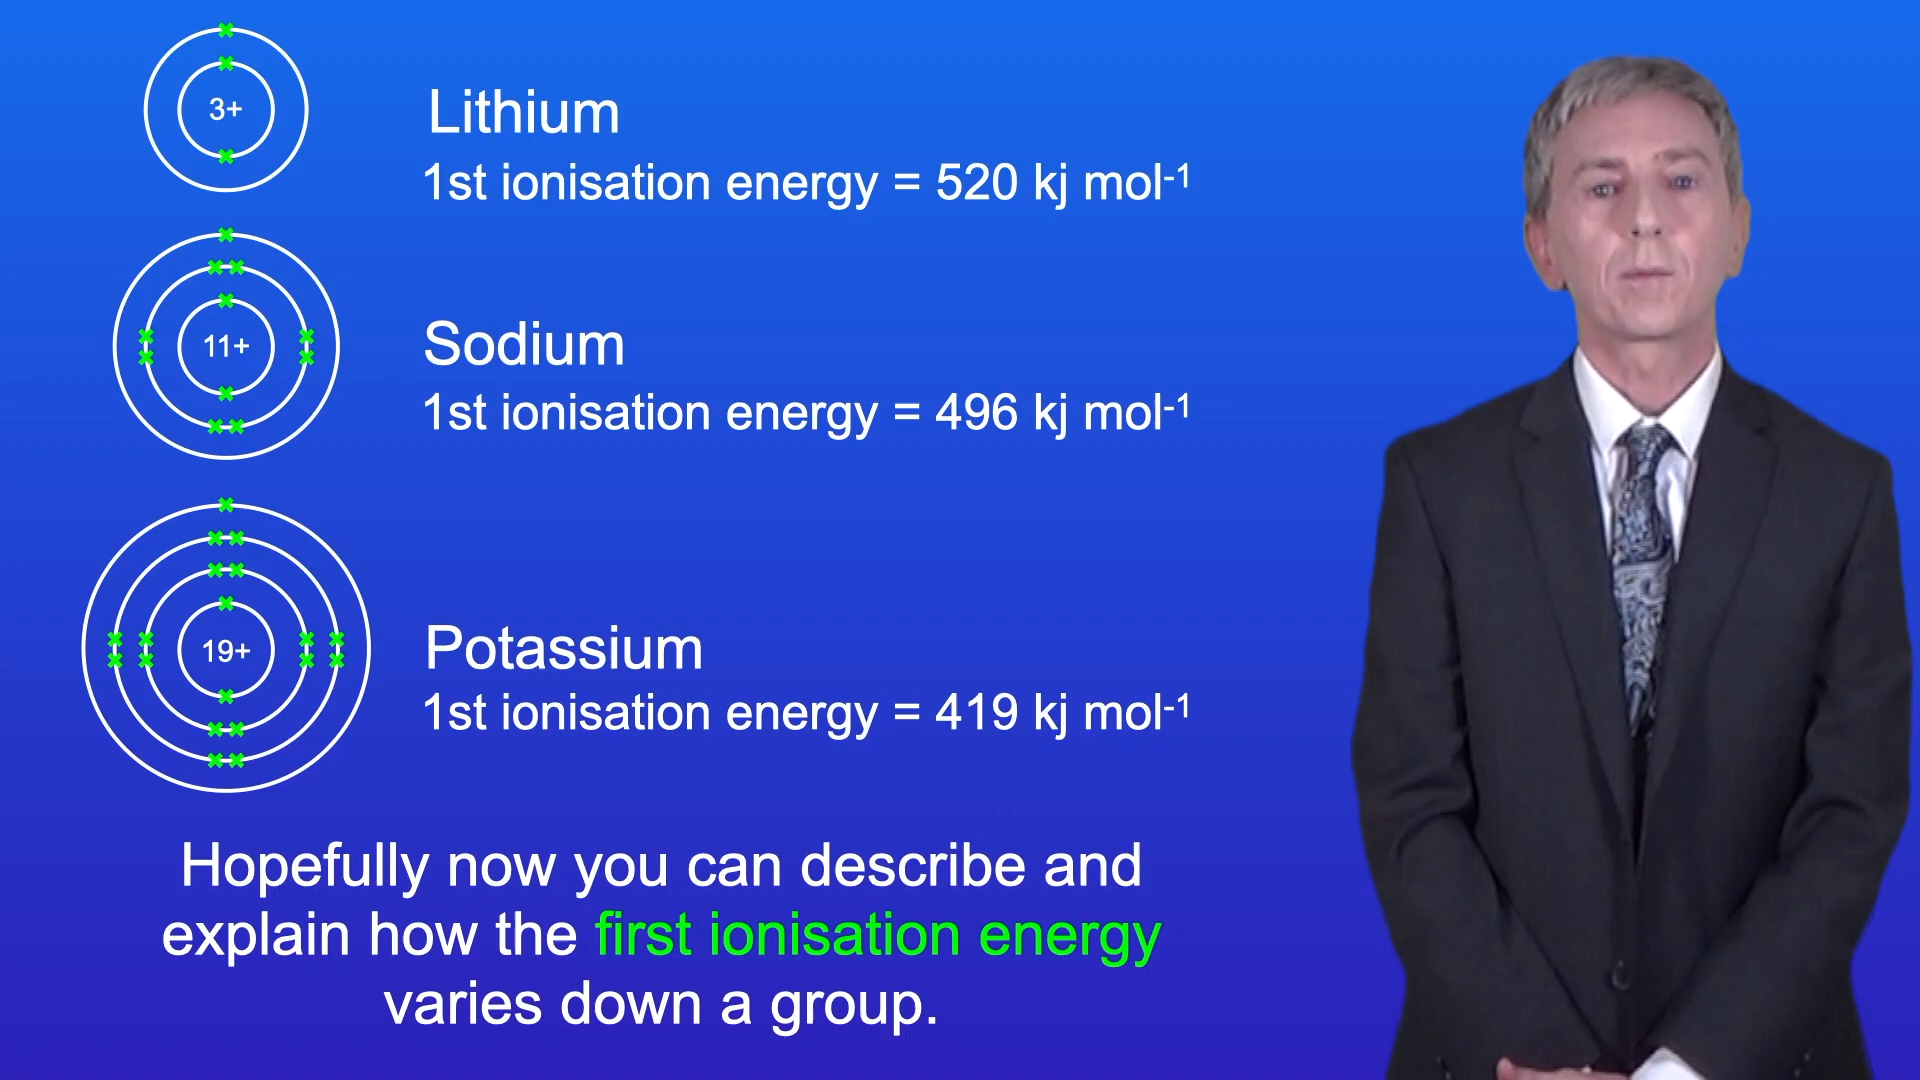 3+
Lithium
1st ionisation energy = 520 kj mol⁻¹
11+
Sodium
1st ionisation energy = 496 kj mol⁻¹
19+
Potassium
1st ionisation energy = 419 kj mol⁻¹
Hopefully now you can describe and
explain how the first ionisation energy
varies down a group.